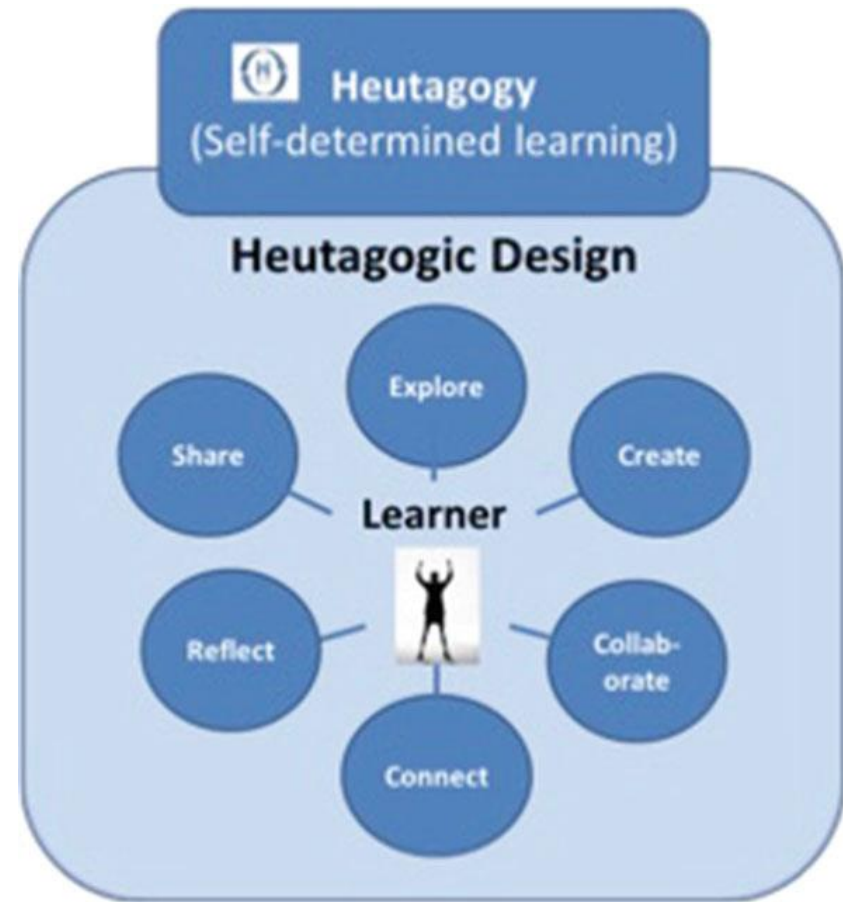 H
Heutagogy
(Self-determined learning)
Heutagogic Design
Explore
Share
Create
Learner
Reflect
Collab-
orate
Connect